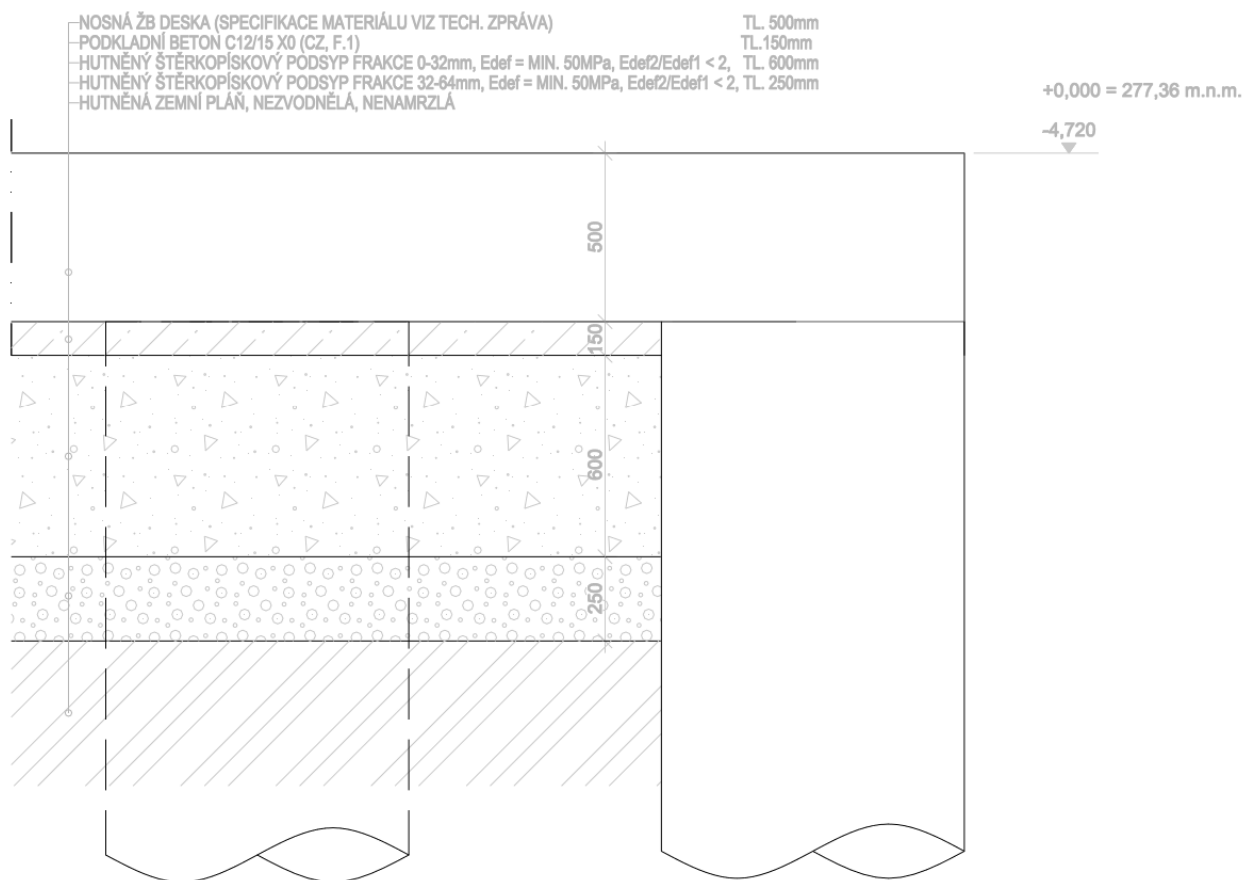 NOSNÁ ŽB DESKA (SPECIFIKACE MATERIÁLU VIZ TECH. ZPRÁVA) TL. 500mm
PODKLADNÍ BETON C12/15 X0 (CZ, F.1) TL.150mm
HUTNĚNÝ ŠTĚRKOPÍSKOVÝ PODSYP FRAKCE 0-32mm, Edef = MIN. 50MPa, Edef2/Edef1 < 2, TL. 600mm
HUTNĚNÝ ŠTĚRKOPÍSKOVÝ PODSYP FRAKCE 32-64mm, Edef = MIN. 50MPa, Edef2/Edef1 < 2, TL. 250mm
HUTNĚNÁ ZEMNÍ PLÁŇ, NEZVODNĚLÁ, NENAMRZLÁ
+0,000 = 277,36 m.n.m.
-4,720
500
150
600
250